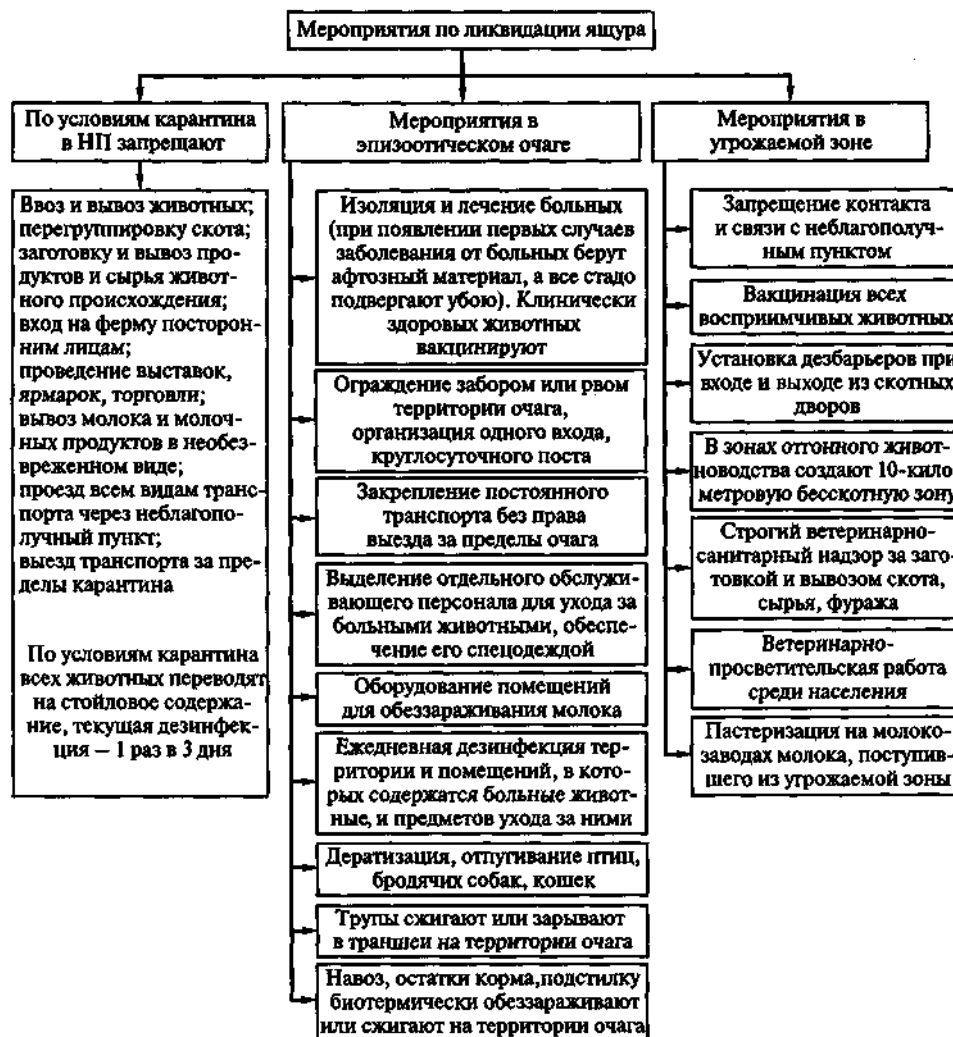 Мероприятия по ликвидации ящура
По условиям карантина
в НП запрещают
Ввоз и вывоз животных;
перегруппировку скота;
заготовку и вывоз про-
дуктов и сырья живот-
ного происхождения;
вход на ферму посторон-
ним лицам;
проведение выставок,
ярмарок, торговли;
вывоз молока и молоч-
ных продуктов в необез-
вреженном виде;
проезд всем видам транс-
порта через неблагопо-
лучный пункт;
выезд транспорта за пре-
делы карантина
По условиям карантина
всех животных переводят
на стойловое содержа-
ние, текущая дезинфек-
ция — 1 раз в 3 дня
Мероприятия в
эпизоотическом очаге
Изоляция и лечение больных
(при появлении первых случаев
заболевания от больных берут
афтозный материал, а все стадо
подвергают убою). Клинически
здоровых животных
вакцинируют
Ограждение забором или рвом
территории очага,
организация одного входа,
круглосуточного поста
Закрепление постоянного
транспорта без права
выезда за пределы очага
Выделение отдельного обслужи-
вающего персонала для ухода за
больными животными, обеспе-
чение его спецодеждой
Оборудование помещений
для обеззараживания молока
Ежедневная дезинфекция тер-
ритории и помещений, в кото-
рых содержатся больные живот-
ные, и предметов ухода за ними
Дератизация, отпугивание птиц,
бродячих собак, кошек
Трупы сжигают или зарывают
в траншеи на территории очага
Навоз, остатки корма,подстилку
биотермически обеззараживают
или сжигают на территории очага
Мероприятия в
угрожаемой зоне
Запрещение контакта
и связи с неблагополуч-
ным пунктом
Вакцинация всех
восприимчивых животных
Установка дезбарьеров при
входе и выходе из скотных
дворов
В зонах отгонного живот-
новодства создают 10-кило-
метровую бесскотную зону
Строгий ветеринарно-
санитарный надзор за заго-
товкой и вывозом скота,
сырья, фуража
Ветеринарно-
просветительская работа
среди населения
Пастеризация на молоко-
заводах молока, поступив-
шего из угрожаемой зоны